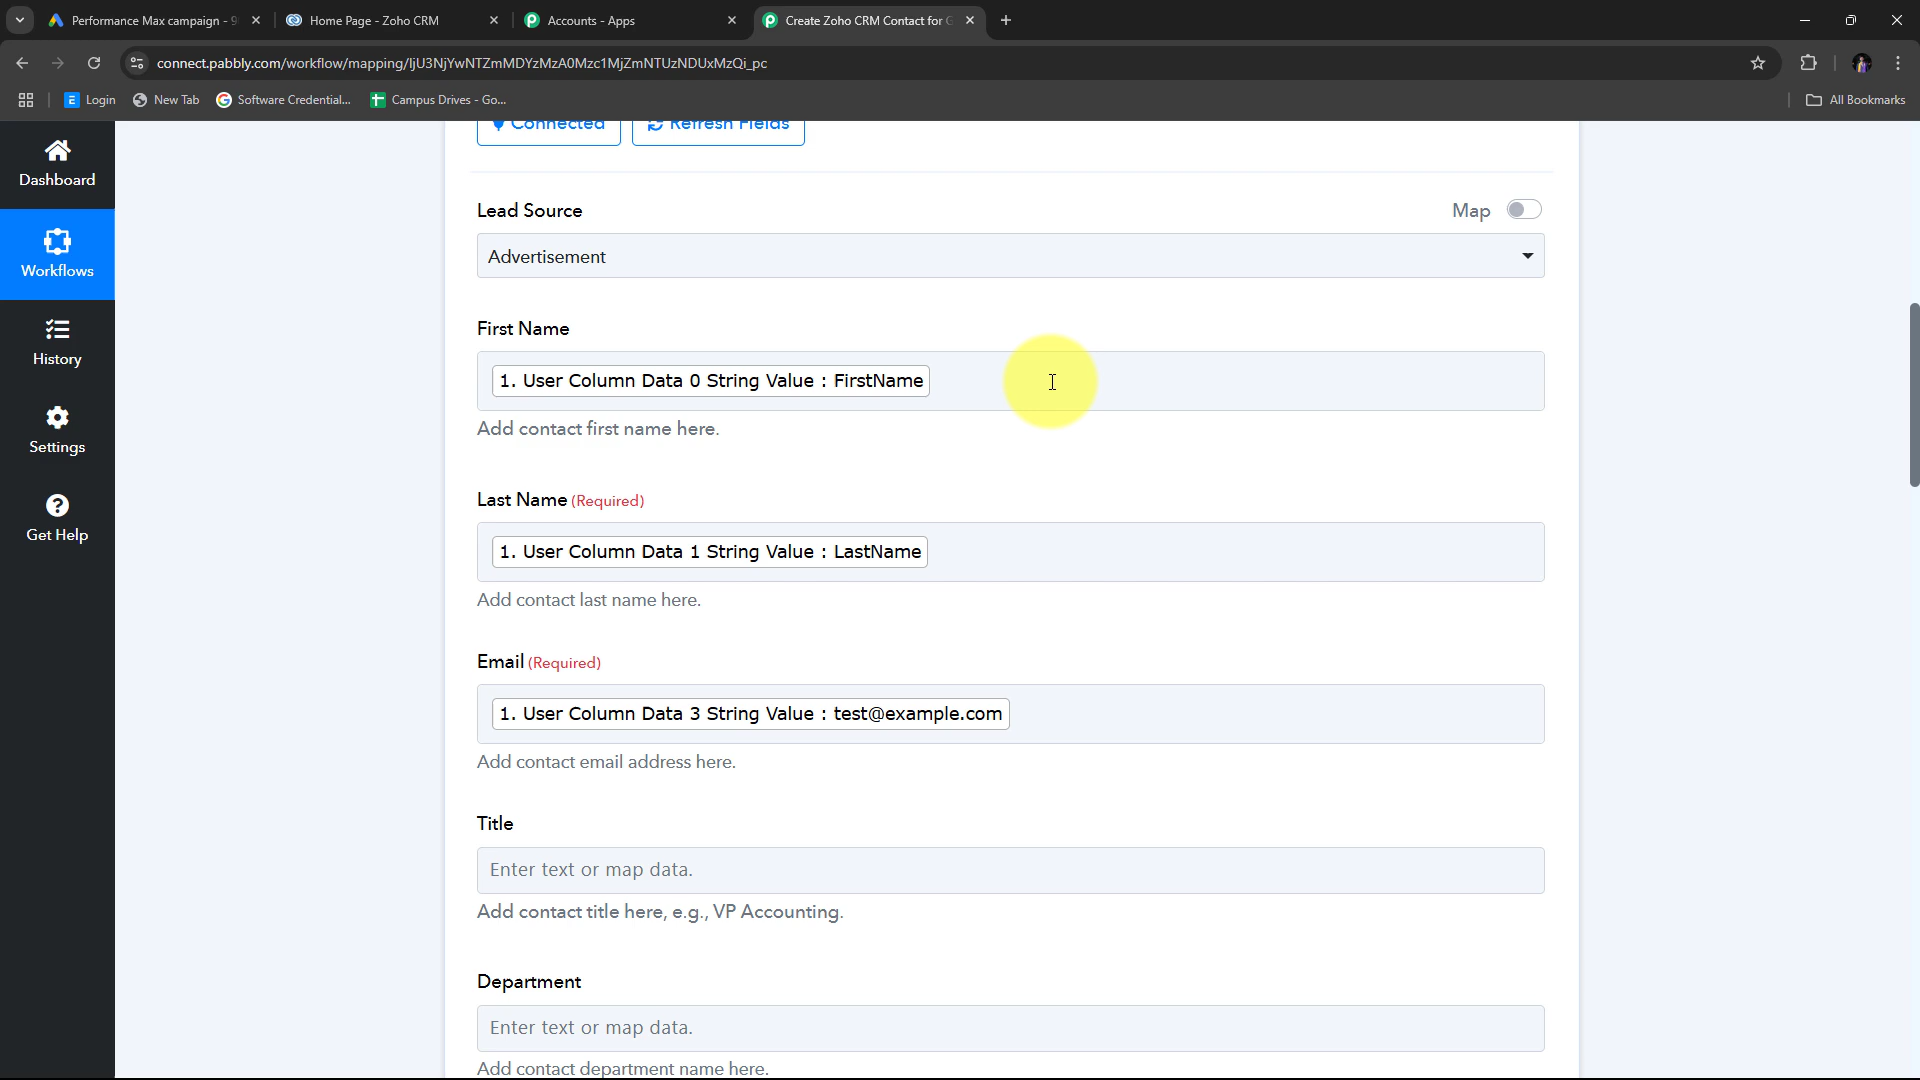 Performance Max campaign - 9
Home Page - Zoho CRM
Accounts - Apps
Create Zoho CRM Contact for G
connect.pabbly.com/workflow/mapping/IjU3NjYwNTZmMDYzMzA0Mzc1MjZmNTUzNDUxMzQi_pc
Login
New Tab
Software Credential...
Campus Drives - Go...
All Bookmarks
Dashboard
Workflows
History
Settings
Get Help
Connected
Refresh Fields
Lead Source
Map
Advertisement
First Name
1. User Column Data 0 String Value : FirstName
Add contact first name here.
Last Name (Required)
1. User Column Data 1 String Value : LastName
Add contact last name here.
Email (Required)
1. User Column Data 3 String Value : test@example.com
Add contact email address here.
Title
Enter text or map data.
Add contact title here, e.g., VP Accounting.
Department
Enter text or map data.
Add contact department name here.